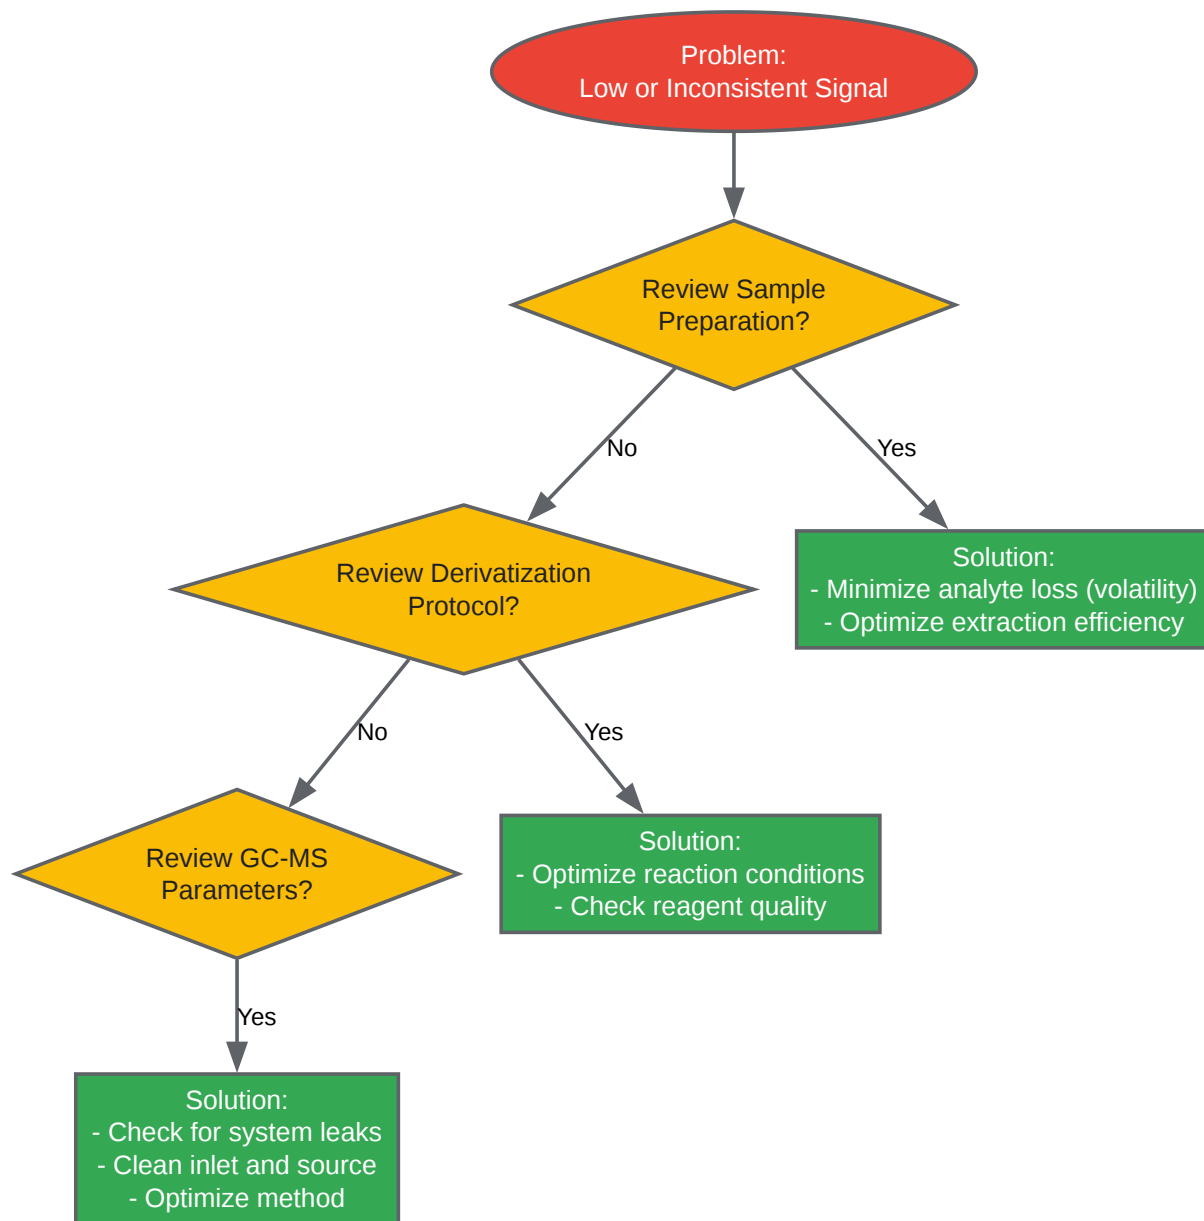 Problem:
Low or Inconsistent Signal
Review Sample
Preparation?
No
Yes
Review Derivatization
Protocol?
Solution:
- Minimize analyte loss (volatility)
- Optimize extraction efficiency
No
Yes
Review GC-MS
Parameters?
Solution:
- Optimize reaction conditions
- Check reagent quality
Yes
Solution:
- Check for system leaks
- Clean inlet and source
- Optimize method